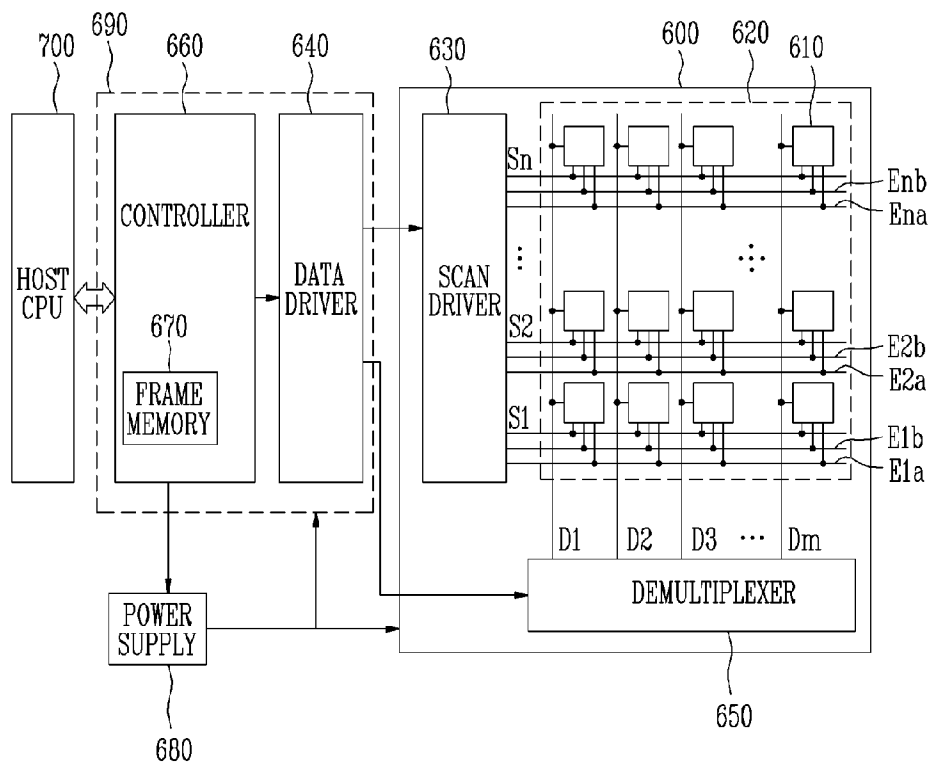 700
690
660
640
630
600
620
610
HOST
CPU
CONTROLLER
670
FRAME
MEMORY
DATA
DRIVER
SCAN
DRIVER
Sn
Enb
Ena
S2
E2b
E2a
S1
E1b
E1a
D1 D2 D3 ... Dm
DEMULTIPLEXER
650
POWER
SUPPLY
680